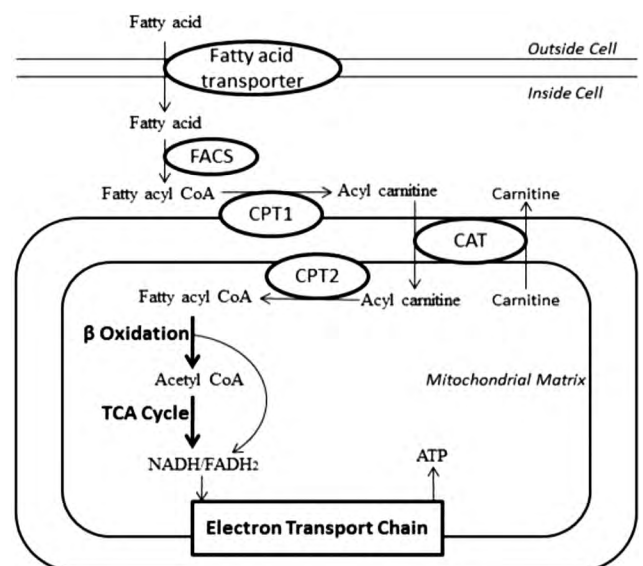 Fatty acid
Outside Cell
Fatty acid
transporter
Inside Cell
Fatty acid
FACS
Fatty acyl CoA
Acyl carnitine
Carnitine
CPT1
CAT
CPT2
Fatty acyl CoA
Acyl carnitine
Carnitine
β Oxidation
Acetyl CoA
Mitochondrial Matrix
TCA Cycle
NADH/FADH₂
ATP
Electron Transport Chain